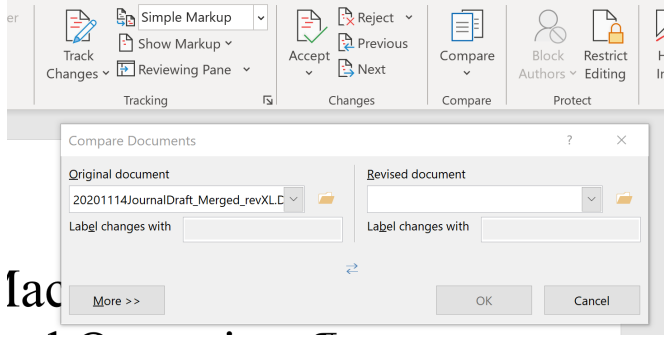 er
Simple Markup
Reject
Show Markup
Previous
Track Changes
Reviewing Pane
Accept
Next
Compare
Block Authors
Restrict Editing
H
In
Tracking
Changes
Compare
Protect
Compare Documents
?
Original document
Revised document
20201114JournalDraft_Merged_revXL.D
Label changes with
Label changes with
Mac
More >>
OK
Cancel